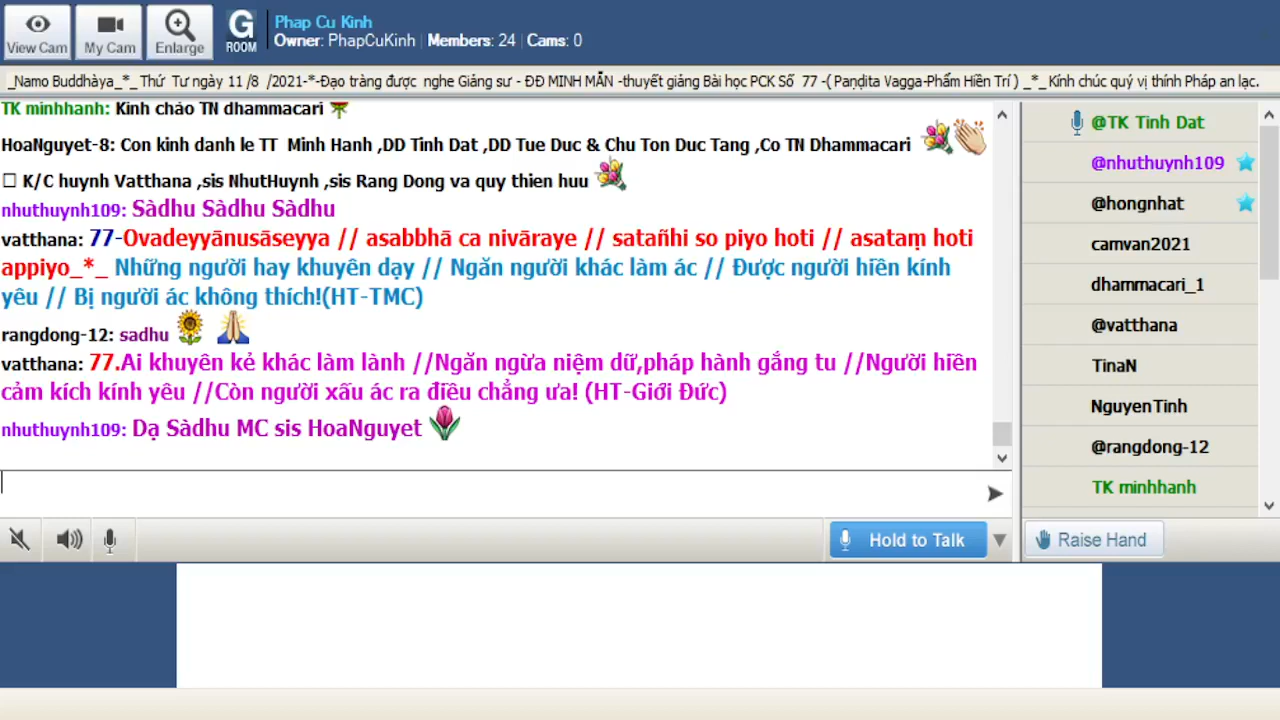 View Cam
My Cam
Enlarge
G
ROOM
Phap Cu Kinh
Owner: PhapCuKinh | Members: 24 | Cams: 0
_Namo Buddhàya_*_ Thứ Tư ngày 11 /8 /2021-*-Đạo tràng được nghe Giảng sư - ĐĐ MINH MẪN -thuyết giảng Bài học PCK Số 77 -( Paṇḍita Vagga-Phẩm Hiền Trí ) _*_Kính chúc quý vị thính Pháp an lạc.
TK minhhanh: Kinh chảo TN dhammacari
HoaNguyet-8: Con kinh danh le TT Minh Hanh ,DD Tinh Dat ,DD Tue Duc & Chu Ton Duc Tang ,Co TN Dhammacari
K/C huynh Vatthana ,sis NhutHuynh ,sis Rang Dong va quy thien huu
nhuthuynh109: Sàdhu Sàdhu Sàdhu
vatthana: 77-Ovadeyyānusāseyya // asabbhā ca nivāraye // satañhi so piyo hoti // asataṃ hoti
appiyo_*_ Những người hay khuyên dạy // Ngăn người khác làm ác // Được người hiền kính
yêu // Bị người ác không thích!(HT-TMC)
rangdong-12: sadhu
vatthana: 77.Ai khuyên kẻ khác làm lành //Ngăn ngừa niệm dữ,pháp hành gắng tu //Người hiền
cảm kích kính yêu //Còn người xấu ác ra điều chẳng ưa! (HT-Giới Đức)
nhuthuynh109: Dạ Sàdhu MC sis HoaNguyet
Hold to Talk
@TK Tinh Dat
@nhuthuynh109
@hongnhat
camvan2021
dhammacari_1
@vatthana
TinaN
NguyenTinh
@rangdong-12
TK minhhanh
Raise Hand